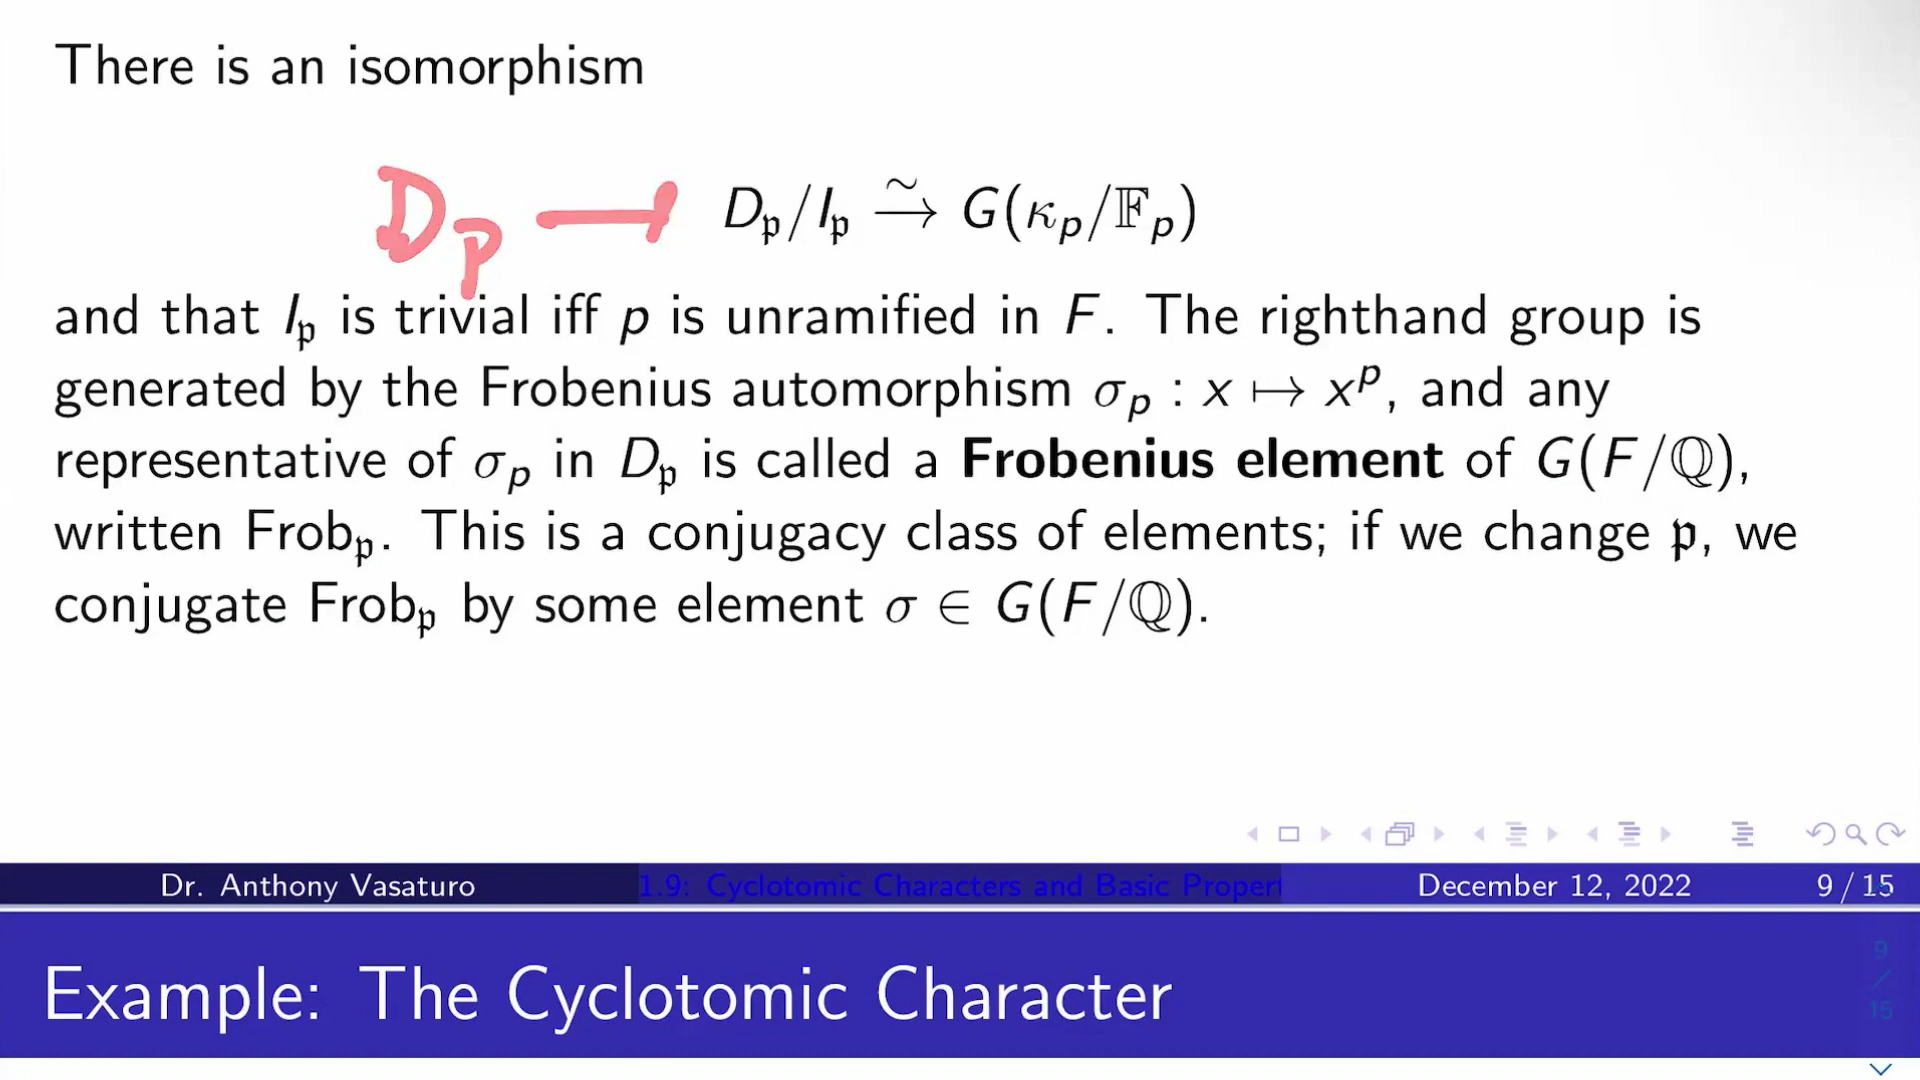 There is an isomorphism
D_p D_𝔭/I_𝔭 ⥲ G(κ_p/𝔽_p)
and that I_𝔭 is trivial iff p is unramified in F. The righthand group is
generated by the Frobenius automorphism σ_p : x ↦ x^p, and any
representative of σ_p in D_𝔭 is called a Frobenius element of G(F/ℚ),
written Frob_𝔭. This is a conjugacy class of elements; if we change 𝔭, we
conjugate Frob_𝔭 by some element σ ∈ G(F/ℚ).
Dr. Anthony Vasaturo 1.9: Cyclotomic Characters and Basic Propert December 12, 2022 9 / 15
Example: The Cyclotomic Character
9
/
15